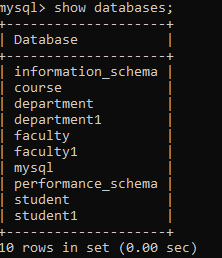 mysql> show databases;
+--------------------+
| Database           |
+--------------------+
| information_schema |
| course             |
| department         |
| department1        |
| faculty            |
| faculty1           |
| mysql              |
| performance_schema |
| student            |
| student1           |
+--------------------+
10 rows in set (0.00 sec)